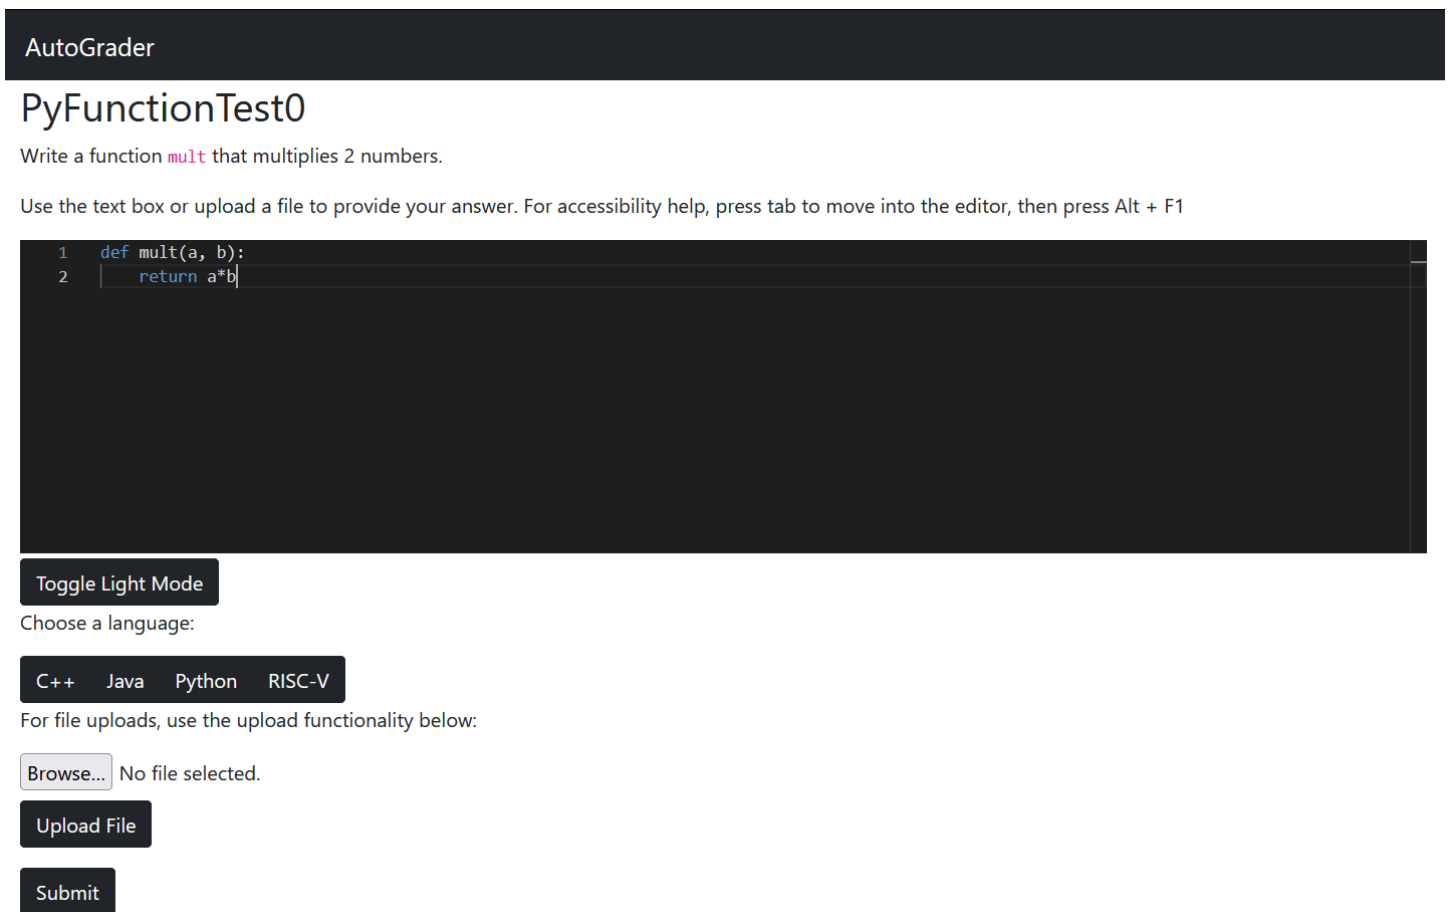 AutoGrader
PyFunctionTest0
Write a function mult that multiplies 2 numbers.
Use the text box or upload a file to provide your answer. For accessibility help, press tab to move into the editor, then press Alt + F1
1 def mult(a, b):
2 return a*b
Toggle Light Mode
Choose a language:
C++ Java Python RISC-V
For file uploads, use the upload functionality below:
Browse... No file selected.
Upload File
Submit